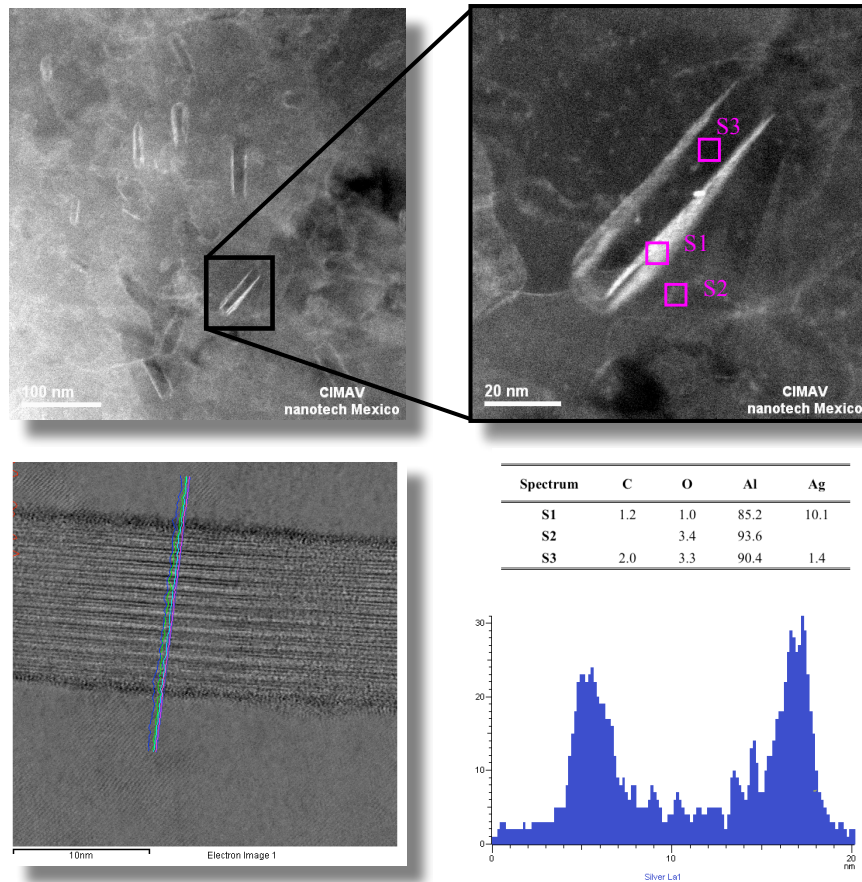 100 nm
CIMAV
nanotech Mexico
S3
S1
S2
20 nm
CIMAV
nanotech Mexico
10nm
Electron Image 1
Spectrum C O Al Ag
S1 1.2 1.0 85.2 10.1
S2 3.4 93.6
S3 2.0 3.3 90.4 1.4
30
20
10
0
0 10 20
nm
Silver La1